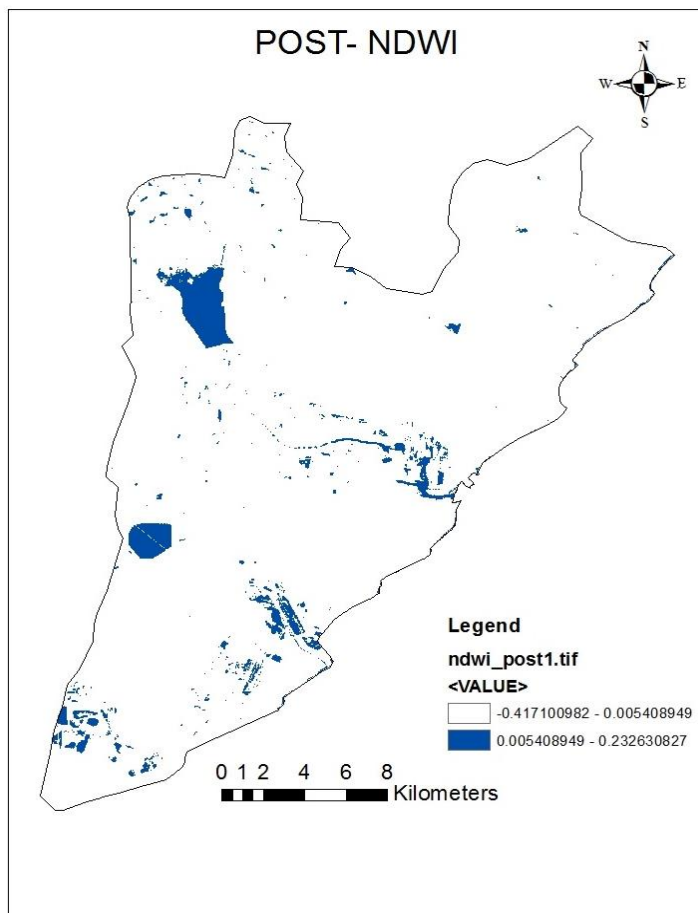 POST- NDWI
N
W E
S
Legend
ndwi_post1.tif
<VALUE>
-0.417100982 - 0.005408949
0.005408949 - 0.232630827
0 1 2 4 6 8
Kilometers